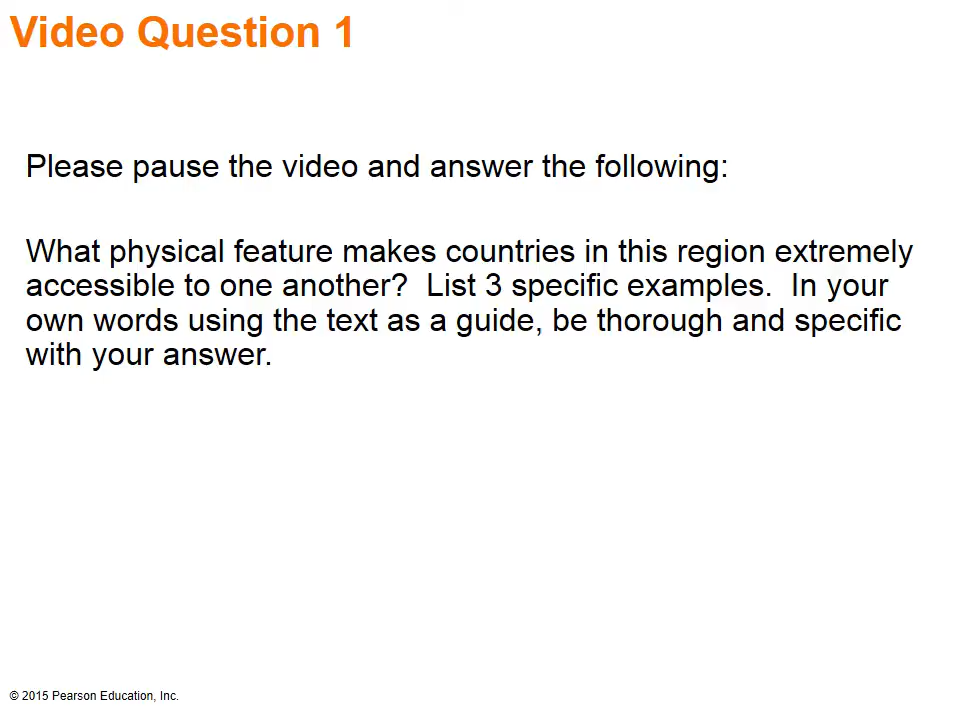 Video Question 1
Please pause the video and answer the following:
What physical feature makes countries in this region extremely
accessible to one another?  List 3 specific examples.  In your
own words using the text as a guide, be thorough and specific
with your answer.
© 2015 Pearson Education, Inc.